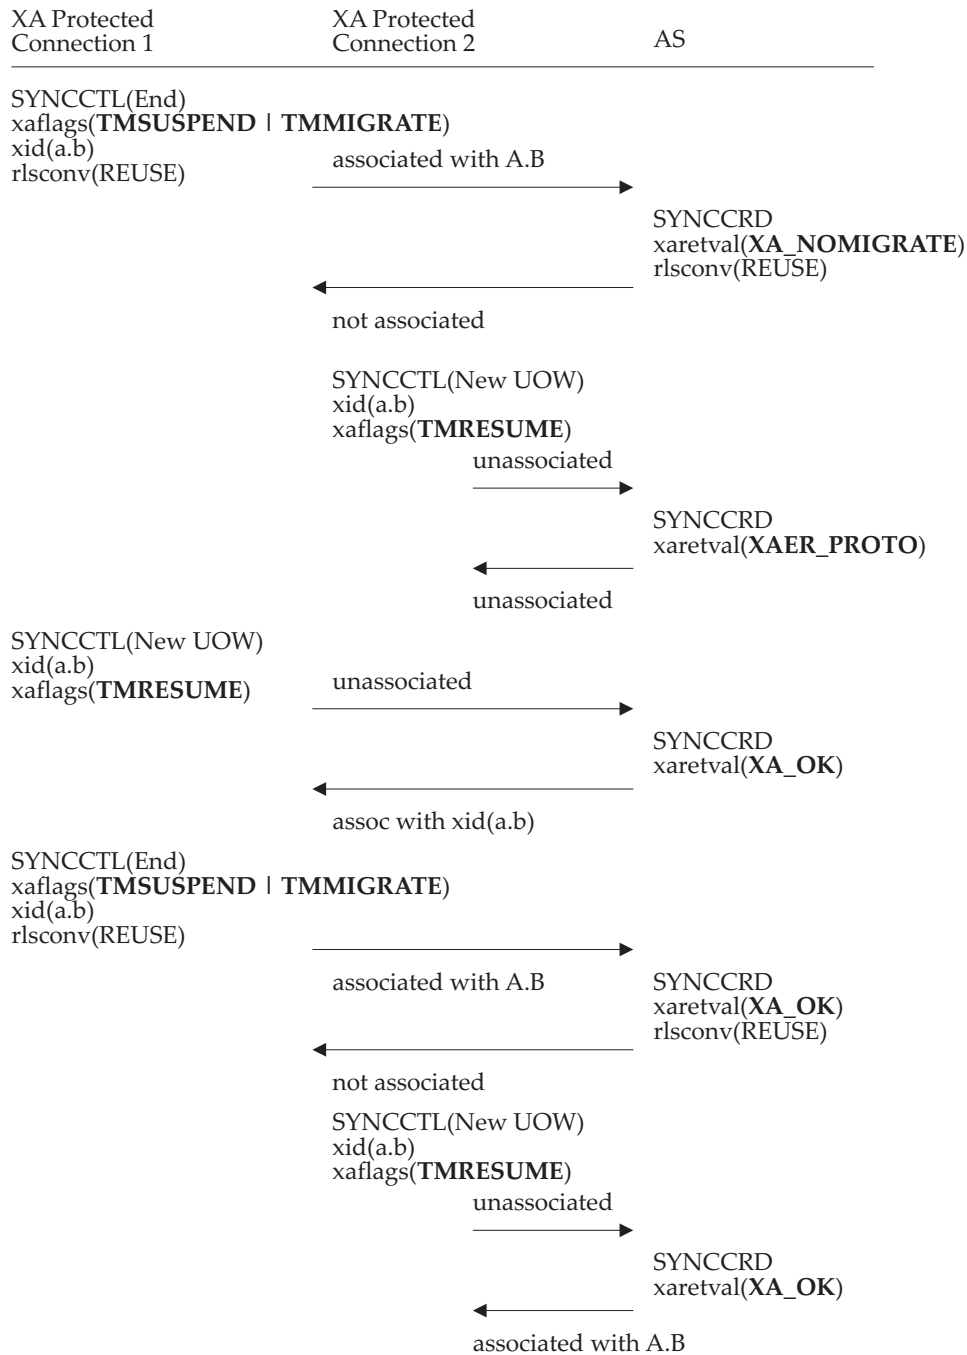 XA Protected
Connection 1
XA Protected
Connection 2
AS
SYNCCTL(End)
xaflags(TMSUSPEND | TMMIGRATE)
xid(a.b)
rlsconv(REUSE)
associated with A.B
SYNCCRD
xaretval(XA_NOMIGRATE)
rlsconv(REUSE)
not associated
SYNCCTL(New UOW)
xid(a.b)
xaflags(TMRESUME)
unassociated
SYNCCRD
xaretval(XAER_PROTO)
unassociated
SYNCCTL(New UOW)
xid(a.b)
xaflags(TMRESUME)
unassociated
SYNCCRD
xaretval(XA_OK)
assoc with xid(a.b)
SYNCCTL(End)
xaflags(TMSUSPEND | TMMIGRATE)
xid(a.b)
rlsconv(REUSE)
associated with A.B
SYNCCRD
xaretval(XA_OK)
rlsconv(REUSE)
not associated
SYNCCTL(New UOW)
xid(a.b)
xaflags(TMRESUME)
unassociated
SYNCCRD
xaretval(XA_OK)
associated with A.B